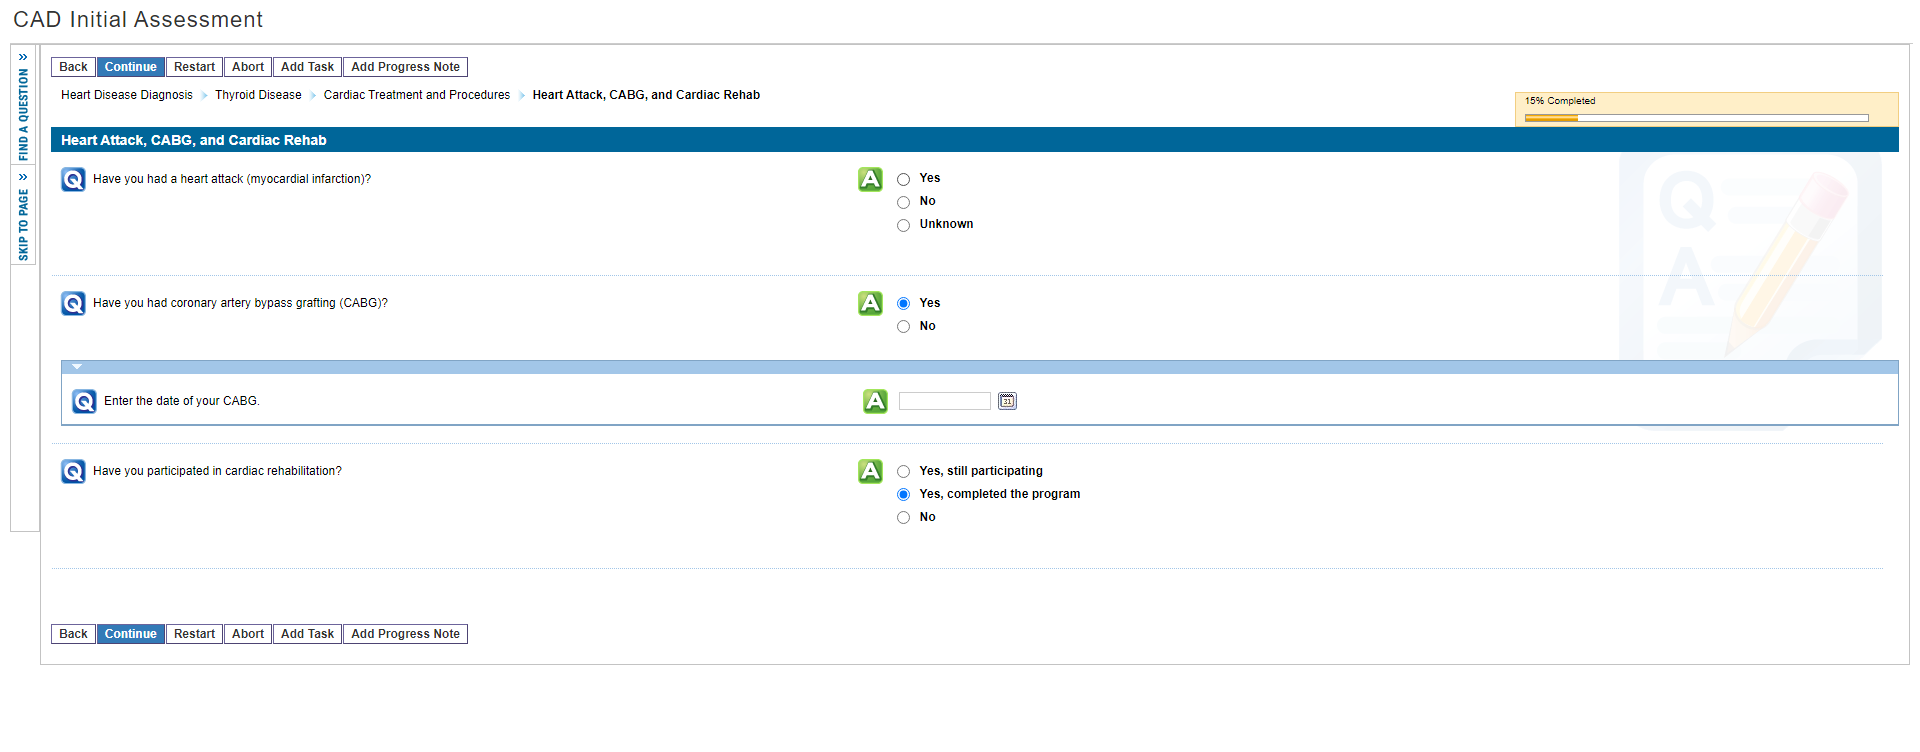 CAD Initial Assessment
» FIND A QUESTION
» SKIP TO PAGE
Back Continue Restart Abort Add Task Add Progress Note
Heart Disease Diagnosis Thyroid Disease Cardiac Treatment and Procedures Heart Attack, CABG, and Cardiac Rehab
15% Completed
Heart Attack, CABG, and Cardiac Rehab
Q Have you had a heart attack (myocardial infarction)? A Yes
No
Unknown
Q
A
Q Have you had coronary artery bypass grafting (CABG)? A Yes
No
Q Enter the date of your CABG. A 31
Q Have you participated in cardiac rehabilitation? A Yes, still participating
Yes, completed the program
No
Back Continue Restart Abort Add Task Add Progress Note